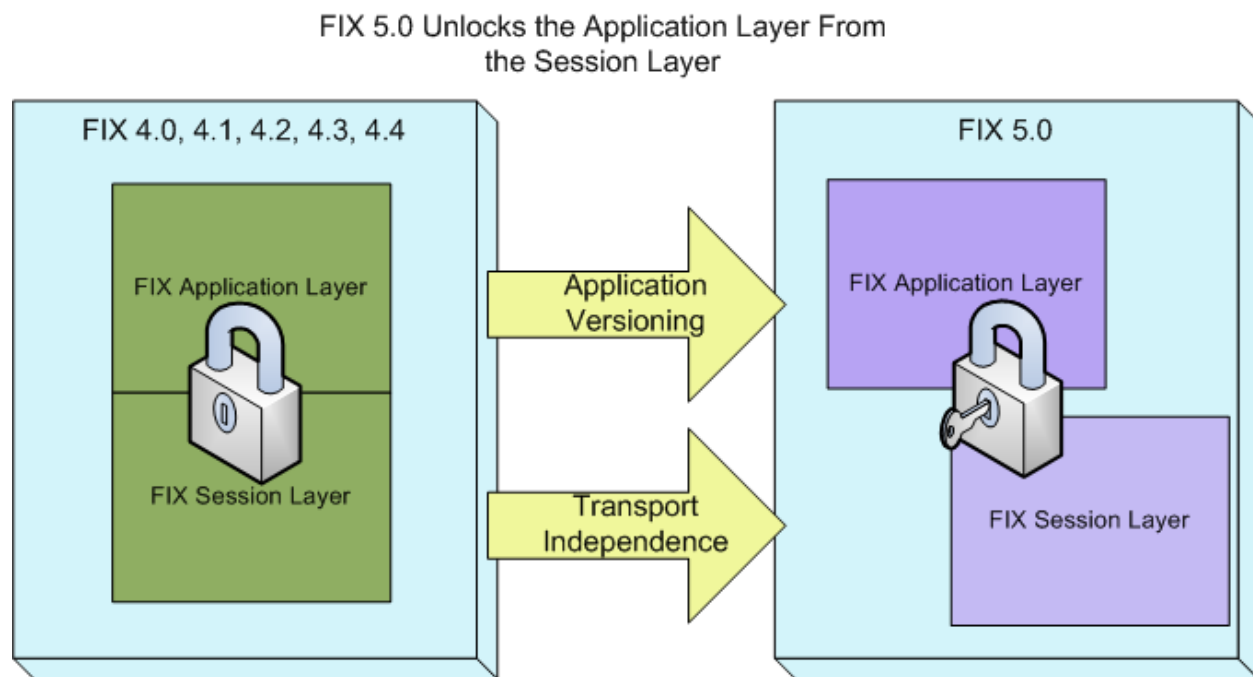 FIX 5.0 Unlocks the Application Layer From
the Session Layer
FIX 4.0, 4.1, 4.2, 4.3, 4.4
FIX Application Layer
FIX Session Layer
Application
Versioning
Transport
Independence
FIX 5.0
FIX Application Layer
FIX Session Layer